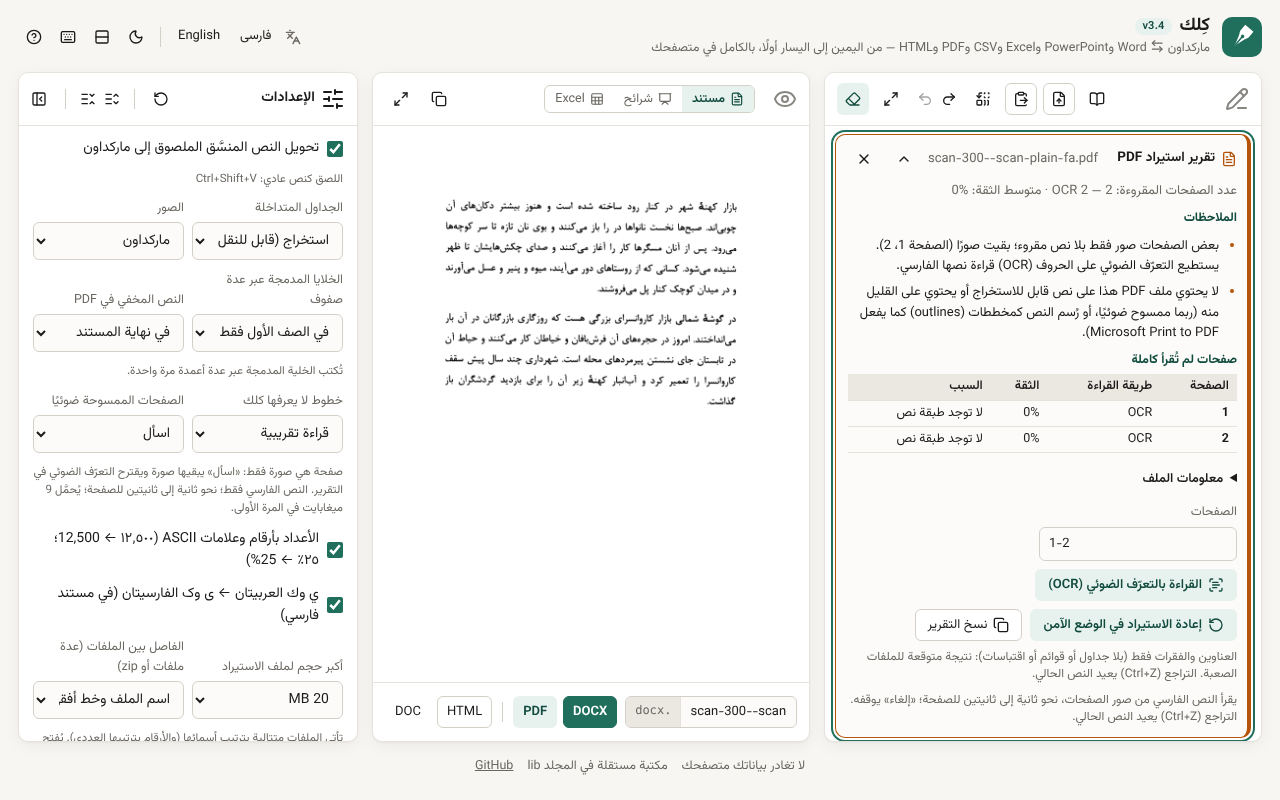 كِلك v3.4
ماركداون ⇆ Word وPowerPoint وExcel وCSV وPDF وHTML — من اليمين إلى اليسار أولًا، بالكامل في متصفحك
فارسی English
تقرير استيراد PDF scan-300--scan-plain-fa.pdf
عدد الصفحات المقروءة: 2 — OCR 2 · متوسط الثقة: 0%
الملاحظات
• بعض الصفحات صور فقط بلا نص مقروء؛ بقيت صورًا (الصفحة 1، 2).
يستطيع التعرّف الضوئي على الحروف (OCR) قراءة نصها الفارسي.
• لا يحتوي ملف PDF هذا على نص قابل للاستخراج أو يحتوي على القليل
منه (ربما ممسوح ضوئيًا، أو رُسم النص كمخططات (outlines) كما يفعل
Microsoft Print to PDF).
صفحات لم تُقرأ كاملة
الصفحة طريقة القراءة الثقة السبب
1 OCR 0% لا توجد طبقة نص
2 OCR 0% لا توجد طبقة نص
معلومات الملف
الصفحات
1-2
القراءة بالتعرّف الضوئي (OCR)
إعادة الاستيراد في الوضع الآمن نسخ التقرير
العناوين والفقرات فقط (بلا جداول أو قوائم أو اقتباسات): نتيجة متوقعة للملفات
الصعبة. التراجع (Ctrl+Z) يعيد النص الحالي.
يقرأ النص الفارسي من صور الصفحات، نحو ثانية إلى ثانيتين للصفحة؛ «إلغاء» يوقفه.
التراجع (Ctrl+Z) يعيد النص الحالي.
مستند شرائح Excel
بازار کهنهٔ شهر در کنار رود ساخته شده است و هنوز بیشتر دکان‌های آن
چوبی‌اند. صبح‌ها نخست نانواها در را باز می‌کنند و بوی نان تازه تا سر کوچه‌ها
می‌رود. پس از آنان مسگرها کار را آغاز می‌کنند و صدای چکش‌هایشان تا ظهر
شنیده می‌شود. کسانی که از روستاهای دور می‌آیند، میوه و پنیر و عسل می‌آورند
و در میدان کوچک کنار پل می‌فروشند.
در گوشهٔ شمالی بازار کاروانسرای بزرگی هست که روزگاری بازرگانان در آن بار
می‌انداختند. امروز در حجره‌های آن فرش‌بافان و خیاطان کار می‌کنند و حیاط آن
در تابستان جای نشستن پیرمردهای محله است. شهرداری چند سال پیش سقف
کاروانسرا را تعمیر کرد و آب‌انبار کهنهٔ زیر آن را برای بازدید گردشگران باز
گذاشت.
scan-300--scan .docx DOCX PDF HTML DOC
الإعدادات
تحويل النص المنسَّق الملصوق إلى ماركداون
اللصق كنص عادي: Ctrl+Shift+V
الجداول المتداخلة الصور
استخراج (قابل للنقل ماركداون
الخلايا المدمجة عبر عدة
صفوف النص المخفي في PDF
في الصف الأول فقط في نهاية المستند
تُكتب الخلية المدمجة عبر عدة أعمدة مرة واحدة.
خطوط لا يعرفها كلك الصفحات الممسوحة ضوئيًا
قراءة تقريبية اسأل
صفحة هي صورة فقط: «اسأل» يبقيها صورة ويقترح التعرّف الضوئي في
التقرير. النص الفارسي فقط؛ نحو ثانية إلى ثانيتين للصفحة؛ يُحمَّل 9
ميغابايت في المرة الأولى.
الأعداد بأرقام وعلامات ASCII (١٢,٥٠٠ ← 12,500؛
٢٥٪ ← 25%)
ي وك العربيتان ← ی وک الفارسيتان (في مستند
فارسي)
أكبر حجم لملف الاستيراد الفاصل بين الملفات (عدة
ملفات أو zip)
20 MB اسم الملف وخط أفقي
تأتي الملفات متتالية بترتيب أسمائها (والأرقام بترتيبها العددي). يُفتح
لا تغادر بياناتك متصفحك مكتبة مستقلة في المجلد lib GitHub